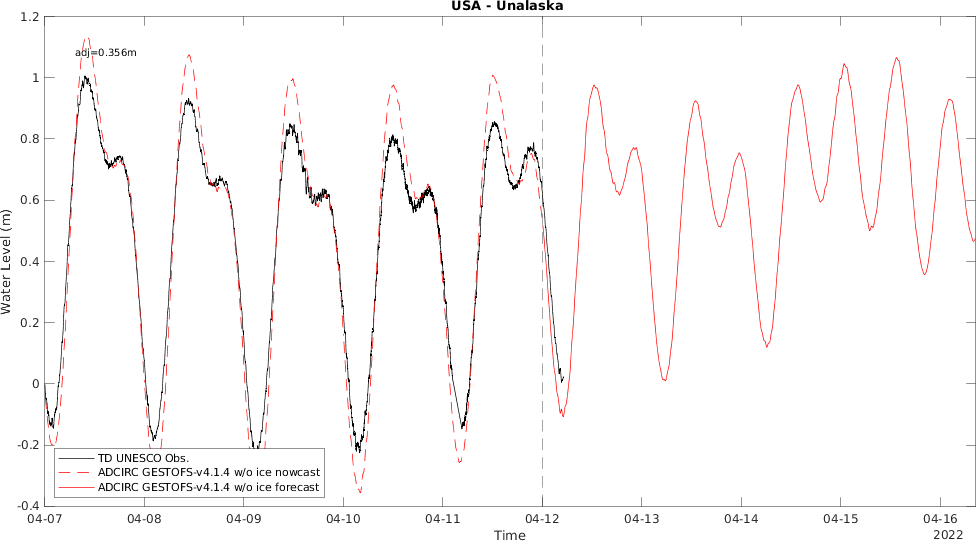 USA - Unalaska
adj=0.356m
1.2
1
0.8
0.6
0.4
0.2
0
-0.2
-0.4
Water Level (m)
TD UNESCO Obs.
ADCIRC GESTOFS-v4.1.4 w/o ice nowcast
ADCIRC GESTOFS-v4.1.4 w/o ice forecast
04-07 04-08 04-09 04-10 04-11 04-12 04-13 04-14 04-15 04-16
Time
2022